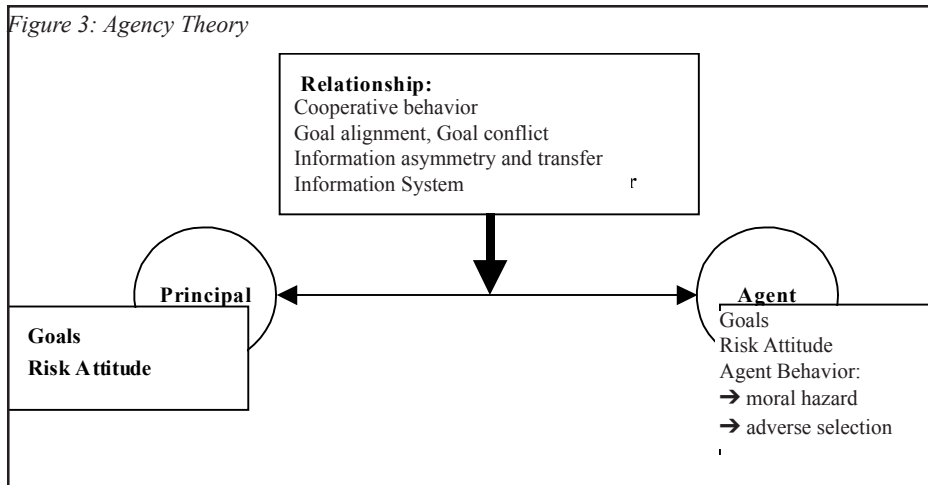 Figure 3: Agency Theory
Relationship:
Cooperative behavior
Goal alignment, Goal conflict
Information asymmetry and transfer
Information System r
Principal
Agent
Goals
Risk Attitude
Goals
Risk Attitude
Agent Behavior:
➔ moral hazard
➔ adverse selection